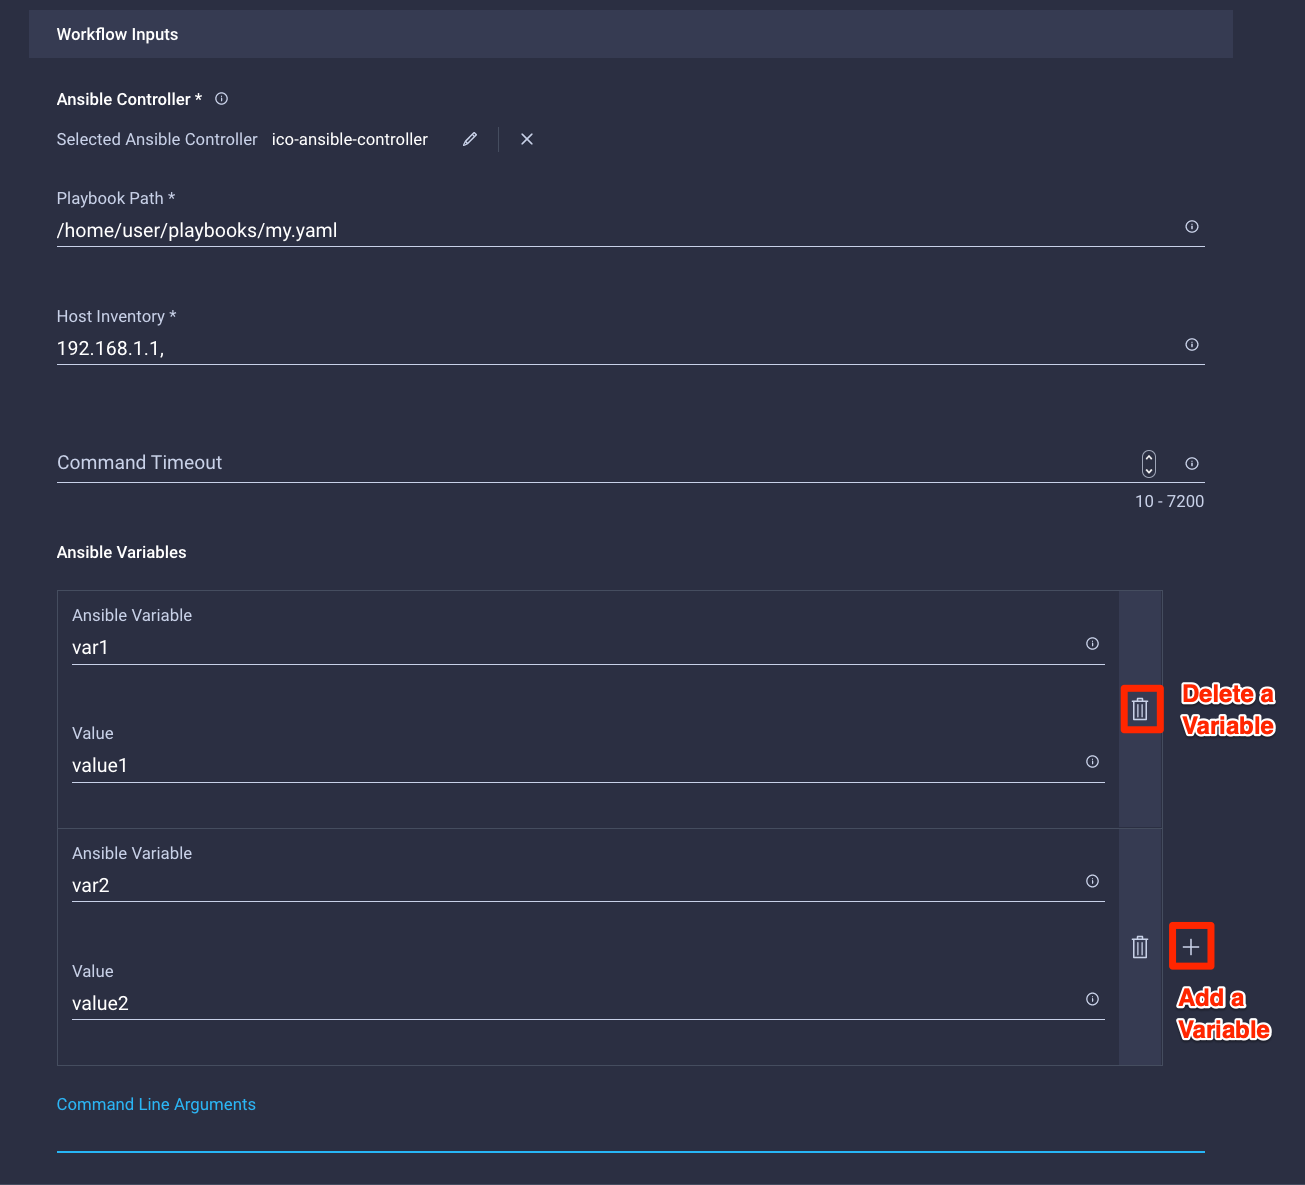 Workflow Inputs
Ansible Controller *
Selected Ansible Controller ico-ansible-controller
Playbook Path *
/home/user/playbooks/my.yaml
Host Inventory *
192.168.1.1,
Command Timeout
10 - 7200
Ansible Variables
Ansible Variable
var1
Delete a
Variable
Value
value1
Ansible Variable
var2
Value
value2
Add a
Variable
Command Line Arguments